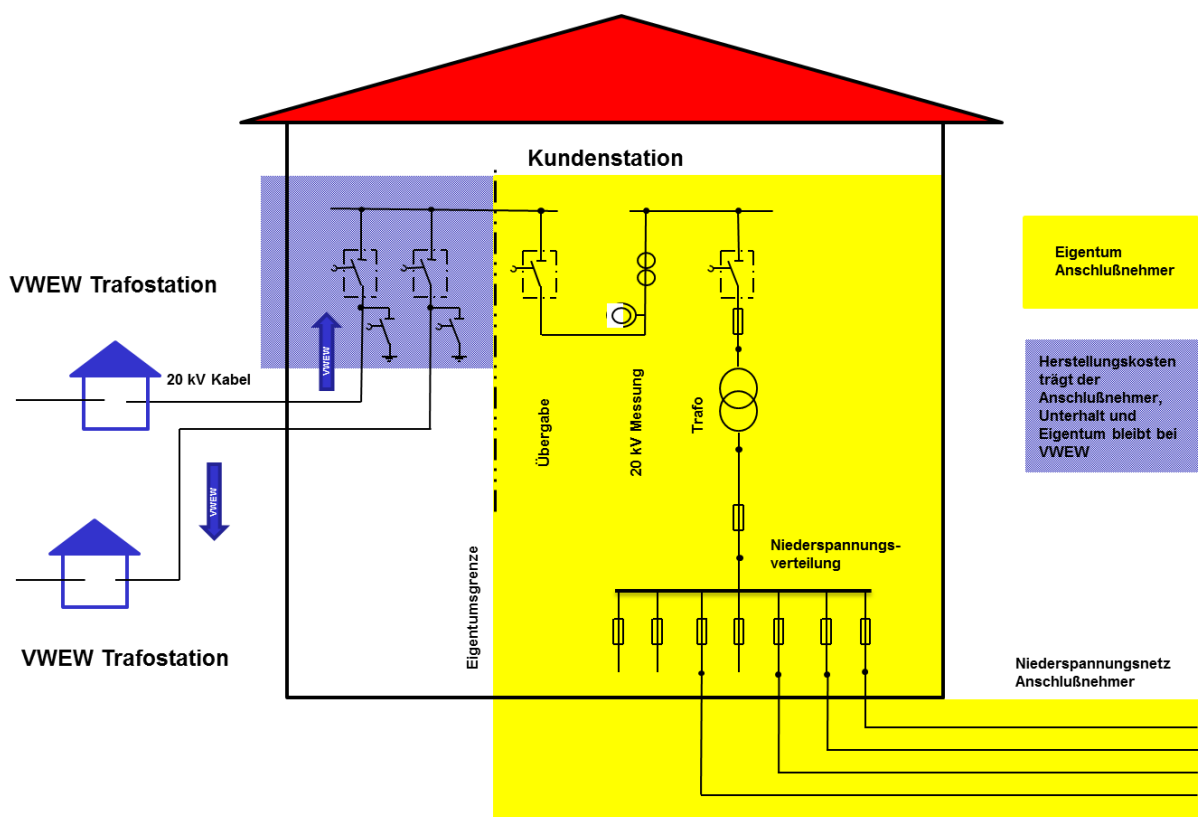 Kundenstation
VWEW Trafostation
20 kV Kabel
VWEW
VWEW
VWEW Trafostation
Eigentumsgrenze
Übergabe
20 kV Messung
Trafo
Niederspannungs-
verteilung
Eigentum
Anschlußnehmer
Herstellungskosten
trägt der
Anschlußnehmer,
Unterhalt und
Eigentum bleibt bei
VWEW
Niederspannungsnetz
Anschlußnehmer